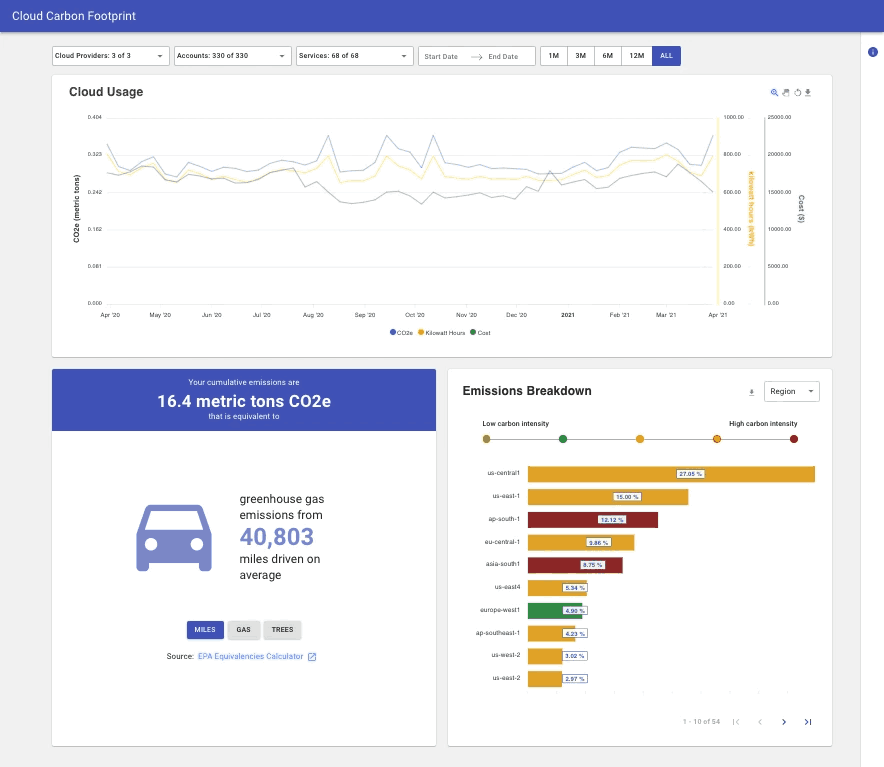 Cloud Carbon Footprint
Cloud Providers: 3 of 3
Accounts: 330 of 330
Services: 68 of 68
Start Date
End Date
1M
3M
6M
12M
ALL
Cloud Usage
CO2e (metric tons)
0.404
0.323
0.242
0.162
0.081
0.000
1000.00
800.00
600.00
400.00
200.00
0.00
Kilowatt Hours (kWh)
25000.00
20000.00
15000.00
10000.00
5000.00
0.00
Cost ($)
Apr '20
May '20
Jun '20
Jul '20
Aug '20
Sep '20
Oct '20
Nov '20
Dec '20
2021
Feb '21
Mar '21
Apr '21
CO2e
Kilowatt Hours
Cost
Your cumulative emissions are
16.4 metric tons CO2e
that is equivalent to
greenhouse gas
emissions from
40,803
miles driven on
average
MILES
GAS
TREES
Source: EPA Equivalencies Calculator
Emissions Breakdown
Region
Low carbon intensity
High carbon intensity
us-central1
27.05 %
us-east-1
15.00 %
ap-south-1
12.12 %
eu-central-1
9.86 %
asia-south1
8.75 %
us-east4
5.34 %
europe-west1
4.90 %
ap-southeast-1
4.23 %
us-west-2
3.02 %
us-east-2
2.97 %
1 - 10 of 54